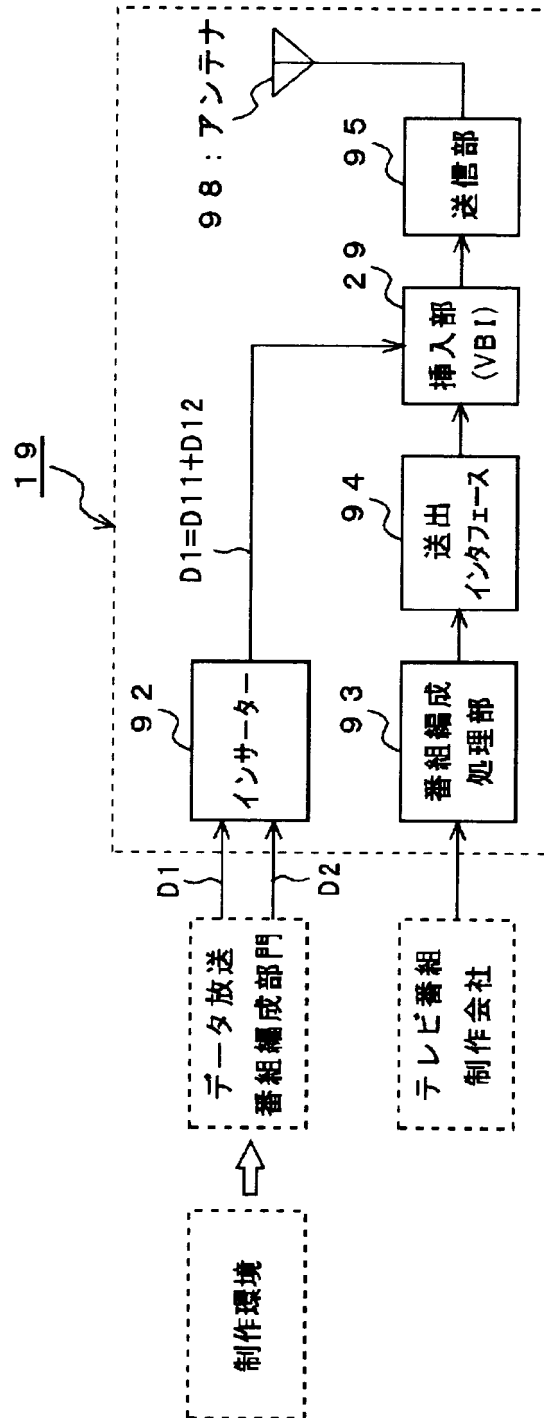 19
98:アンテナ
制作環境
データ放送
番組編成部門
D1
D2
92
インサーター
D1=D11+D12
テレビ番組
制作会社
93
番組編成
処理部
94
送出
インタフェース
29
挿入部
(VBI)
95
送信部